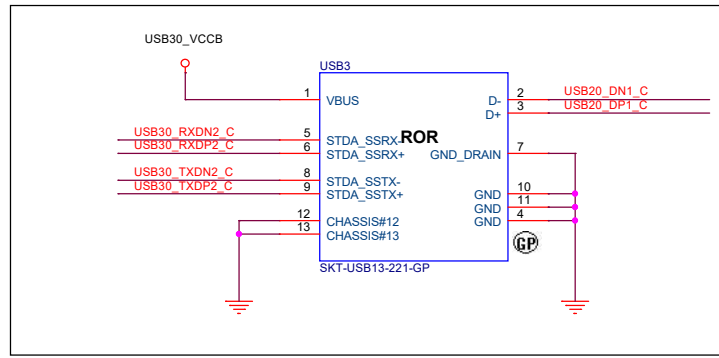 USB30_VCCB
USB3
1 VBUS
D- 2 USB20_DN1_C
D+ 3 USB20_DP1_C
USB30_RXDN2_C 5 STDA_SSRX-
ROR
USB30_RXDP2_C 6 STDA_SSRX+
GND_DRAIN 7
USB30_TXDN2_C 8 STDA_SSTX-
USB30_TXDP2_C 9 STDA_SSTX+
GND 10
GND 11
GND 4
12 CHASSIS#12
13 CHASSIS#13
GP
SKT-USB13-221-GP